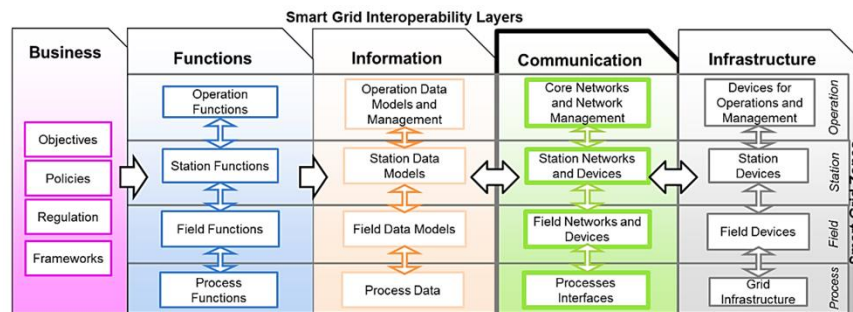 Smart Grid Interoperability Layers
Business
Objectives
Policies
Regulation
Frameworks
Functions
Operation
Functions
Station Functions
Field Functions
Process
Functions
Information
Operation Data
Models and
Management
Station Data
Models
Field Data Models
Process Data
Communication
Core Networks
and Network
Management
Station Networks
and Devices
Field Networks and
Devices
Processes
Interfaces
Infrastructure
Devices for
Operations and
Management
Station
Devices
Field Devices
Grid
Infrastructure
Operation
Station
Field
Process